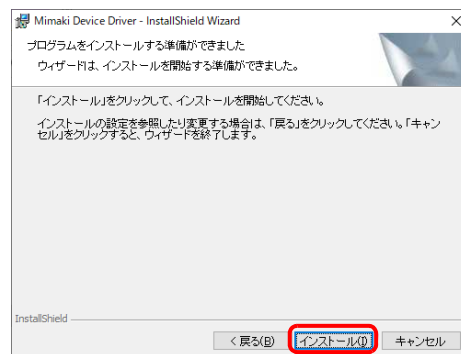 Mimaki Device Driver - InstallShield Wizard
プログラムをインストールする準備ができました
ウィザードは、インストールを開始する準備ができました。
「インストール」をクリックして、インストールを開始してください。
インストールの設定を参照したり変更する場合は、「戻る」をクリックしてください。「キャン
セル」をクリックすると、ウィザードを終了します。
InstallShield
< 戻る(B) インストール(I) キャンセル